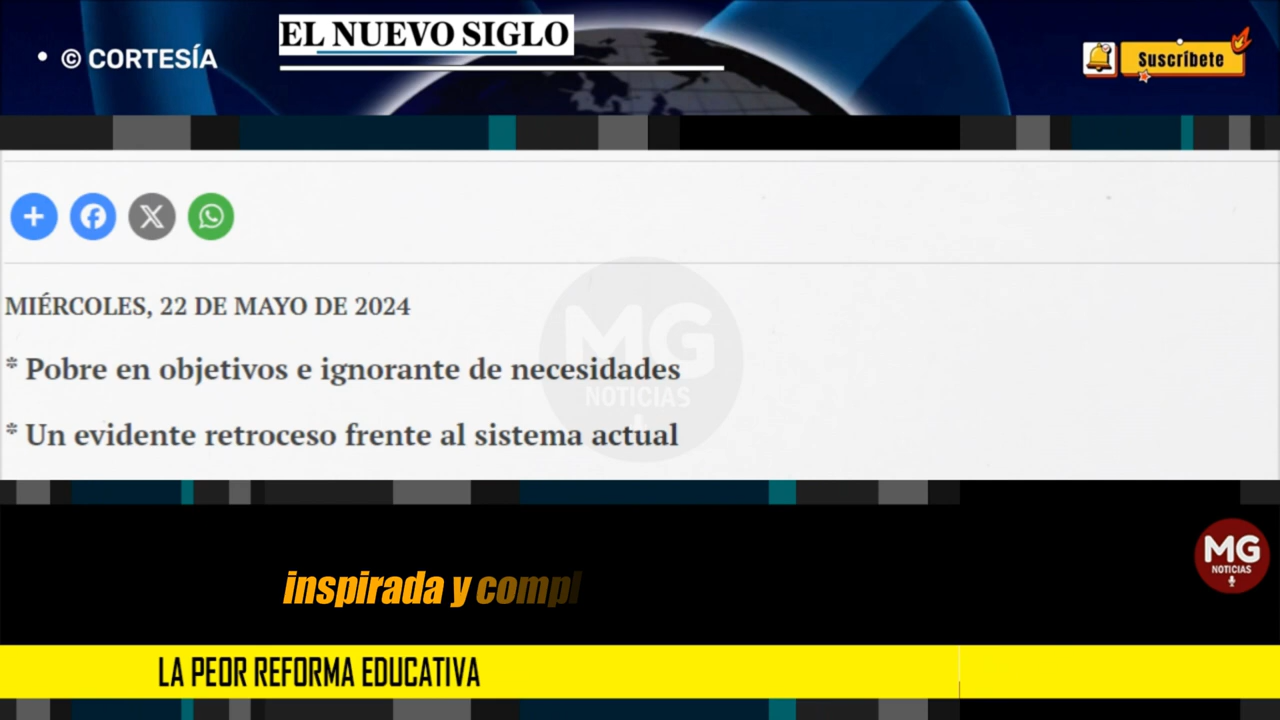 • © CORTESÍA
EL NUEVO SIGLO
Suscríbete
MIÉRCOLES, 22 DE MAYO DE 2024
* Pobre en objetivos e ignorante de necesidades
* Un evidente retroceso frente al sistema actual
MG
NOTICIAS
inspirada y compl
MG
NOTICIAS
LA PEOR REFORMA EDUCATIVA